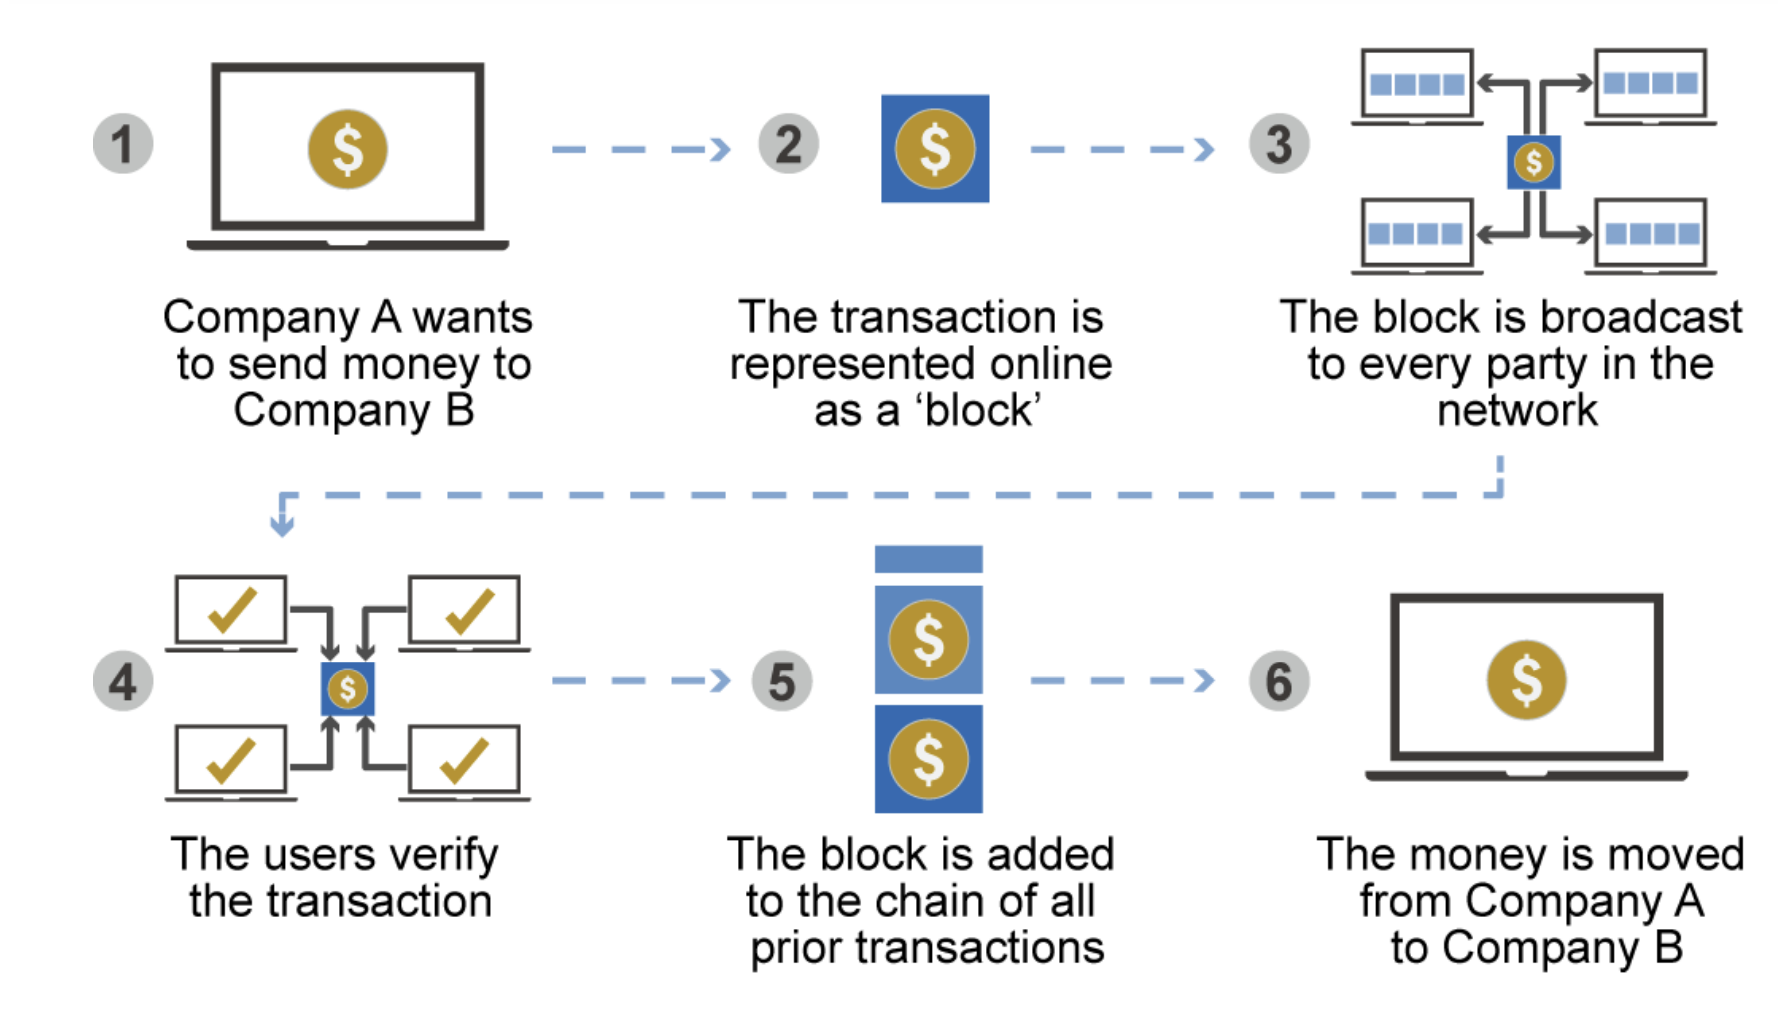 1
$
Company A wants
to send money to
Company B
2
$
The transaction is
represented online
as a ‘block’
3
$
The block is broadcast
to every party in the
network
4
$
The users verify
the transaction
5
$
$
The block is added
to the chain of all
prior transactions
6
$
The money is moved
from Company A
to Company B